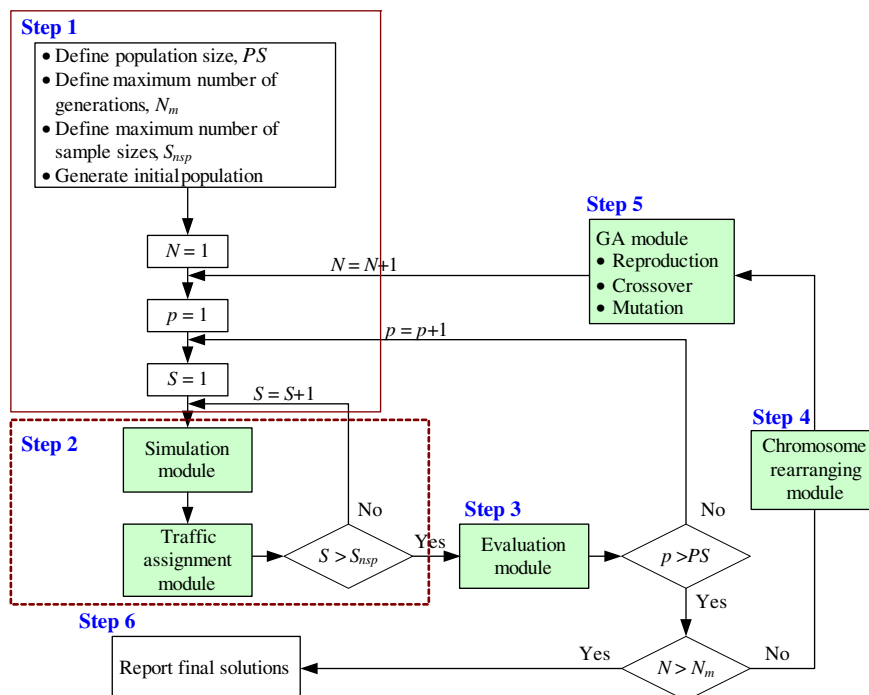 Step 1
• Define population size, PS
• Define maximum number of
generations, Nm
• Define maximum number of
sample sizes, Snsp
• Generate initial population
Step 5
GA module
• Reproduction
• Crossover
• Mutation
N = 1
N = N+1
p = 1
p = p+1
S = 1
S = S+1
Step 2
Simulation
module
Step 4
Chromosome
rearranging
module
Traffic
assignment
module
S > Snsp
No
Yes
Step 3
Evaluation
module
No
p >PS
Yes
Step 6
Report final solutions
Yes
N > Nm
No